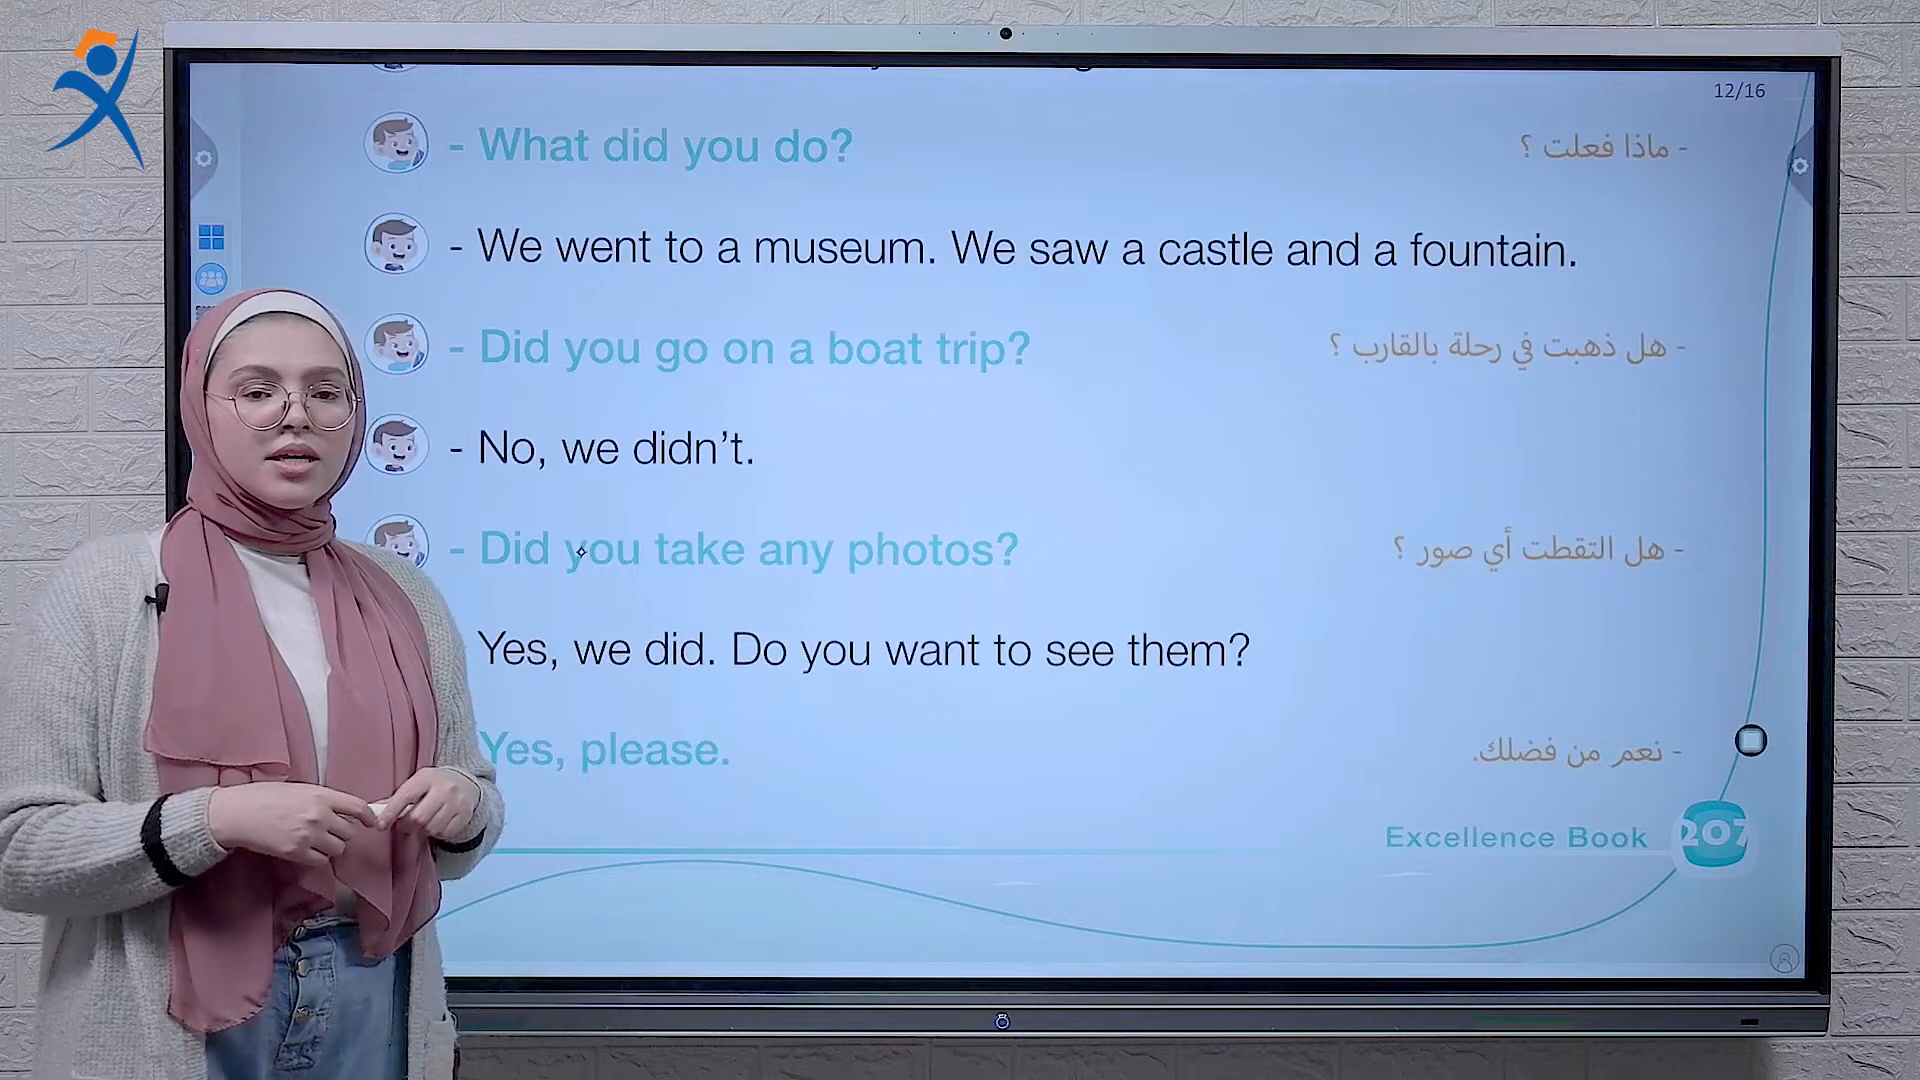 12/16
- What did you do?
- ماذا فعلت ؟
- We went to a museum. We saw a castle and a fountain.
- Did you go on a boat trip?
- هل ذهبت في رحلة بالقارب ؟
- No, we didn't.
- Did you take any photos?
- هل التقطت أي صور ؟
Yes, we did. Do you want to see them?
Yes, please.
- نعم من فضلك.
Excellence Book 207